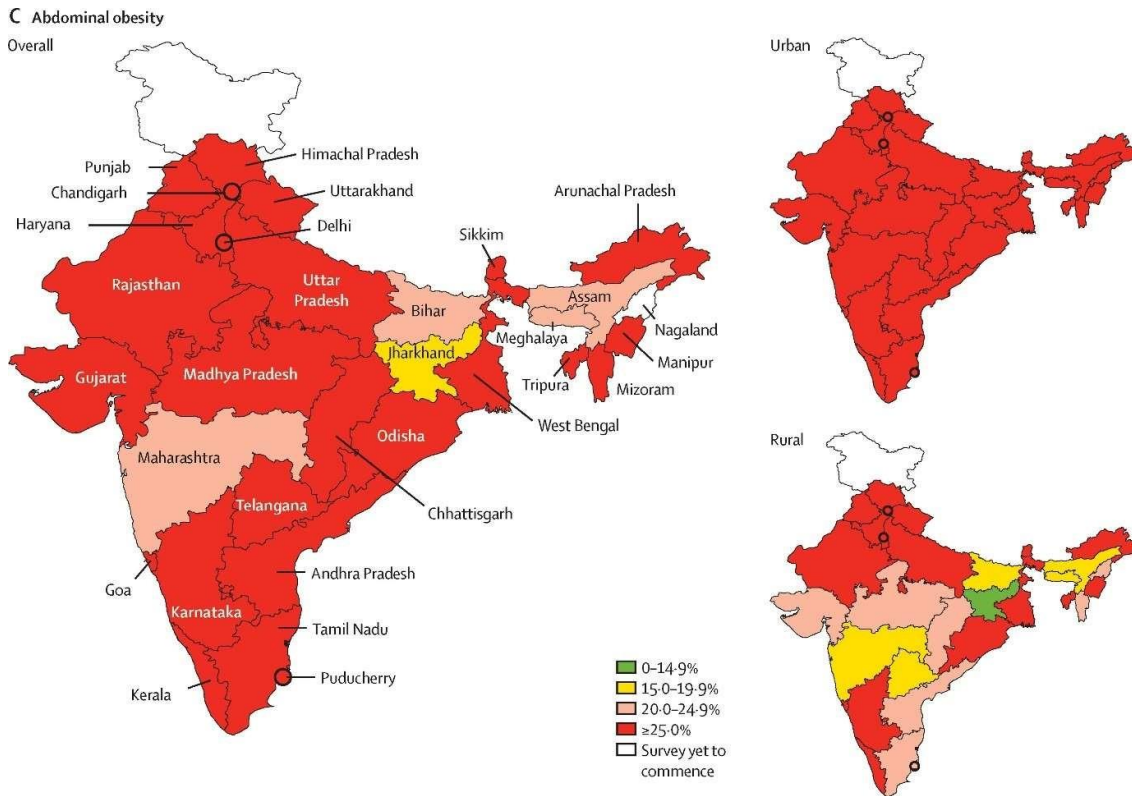 C Abdominal obesity
Overall
Urban
Punjab
Himachal Pradesh
Chandigarh
Uttarakhand
Arunachal Pradesh
Haryana
Delhi
Sikkim
Rajasthan
Uttar
Pradesh
Bihar
Assam
Nagaland
Meghalaya
Jharkhand
Manipur
Gujarat
Madhya Pradesh
Tripura
Mizoram
West Bengal
Odisha
Rural
Maharashtra
Telangana
Chhattisgarh
Goa
Andhra Pradesh
Karnataka
Tamil Nadu
Puducherry
Kerala
0–14·9%
15·0–19·9%
20·0–24·9%
≥25·0%
Survey yet to
commence